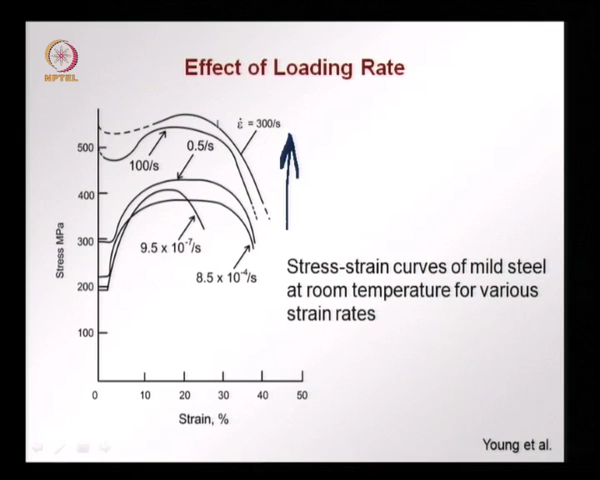 NPTEL
Effect of Loading Rate
ε̇ = 300/s
500
0.5/s
100/s
400
300
9.5 x 10⁻⁷/s
8.5 x 10⁻⁴/s
Stress MPa
200
100
0
10
20
30
40
50
Strain, %
Stress-strain curves of mild steel
at room temperature for various
strain rates
Young et al.